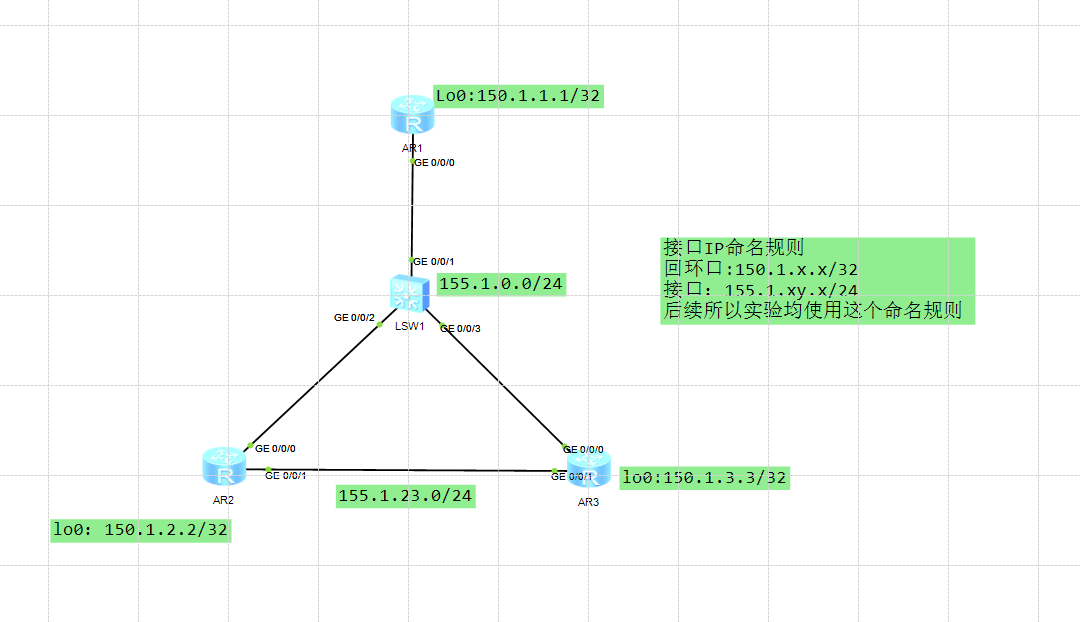 Lo0:150.1.1.1/32
R
AR1
GE 0/0/0
GE 0/0/1
155.1.0.0/24
接口IP命名规则
回环口:150.1.x.x/32
接口: 155.1.xy.x/24
后续所以实验均使用这个命名规则
GE 0/0/2
LSW1
GE 0/0/3
GE 0/0/0
GE 0/0/0
R
GE 0/0/1
GE 0/0/1
R
lo0:150.1.3.3/32
AR2
155.1.23.0/24
AR3
lo0: 150.1.2.2/32